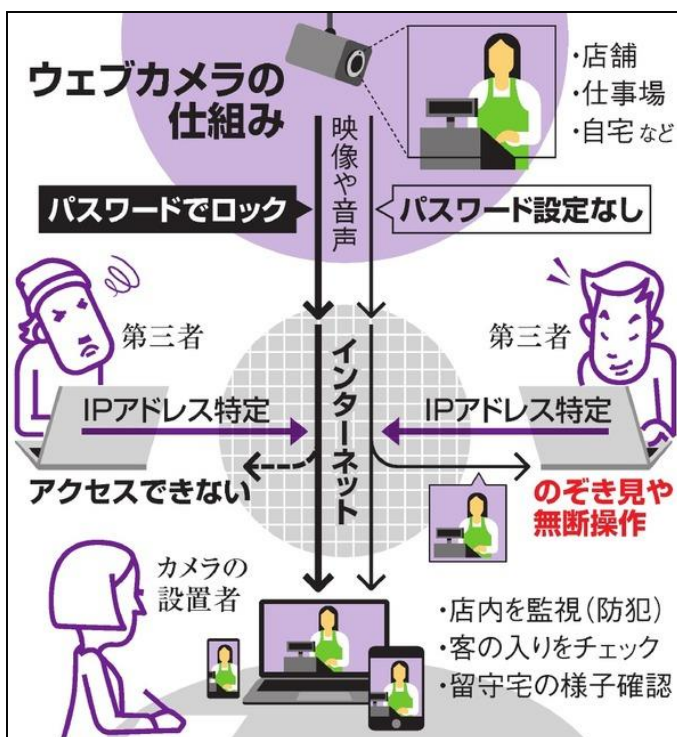 ウェブカメラの
仕組み
・店舗
・仕事場
・自宅 など
映像や音声
パスワードでロック
パスワード設定なし
第三者
第三者
インターネット
IPアドレス特定
IPアドレス特定
アクセスできない
のぞき見や
無断操作
カメラの
設置者
・店内を監視(防犯)
・客の入りをチェック
・留守宅の様子確認